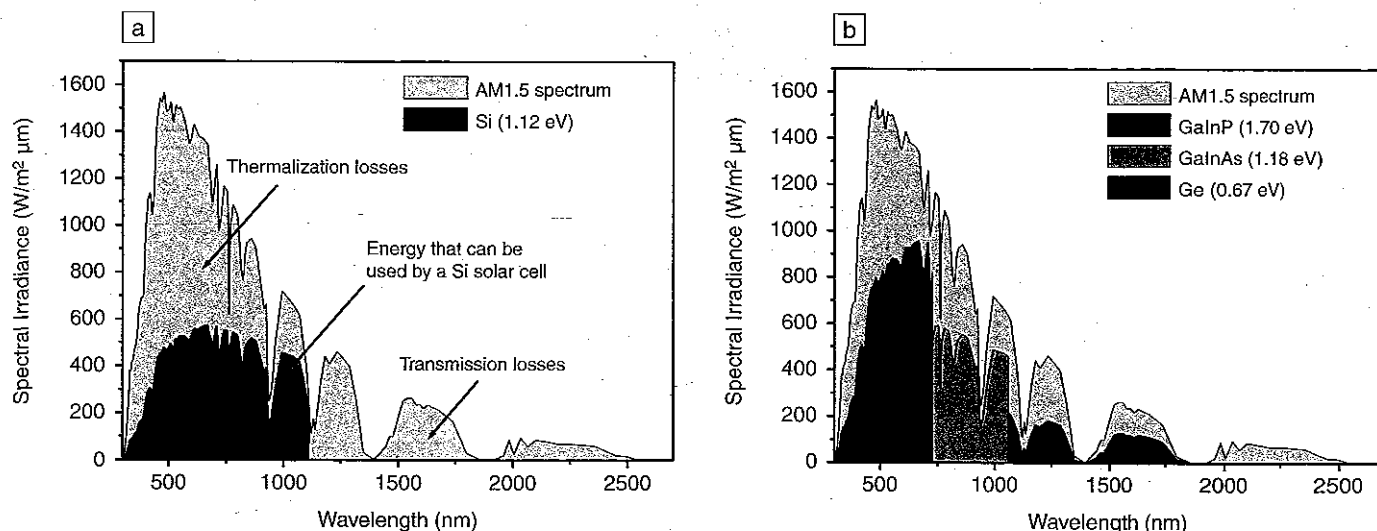 a
1600
1400
1200
1000
800
600
400
200
0
Spectral Irradiance (W/m² μm)
AM1.5 spectrum
Si (1.12 eV)
Thermalization losses
Energy that can be
used by a Si solar cell
Transmission losses
500
1000
1500
2000
2500
Wavelength (nm)
b
1600
1400
1200
1000
800
600
400
200
0
Spectral Irradiance (W/m² μm)
AM1.5 spectrum
GaInP (1.70 eV)
GaInAs (1.18 eV)
Ge (0.67 eV)
500
1000
1500
2000
2500
Wavelength (nm)